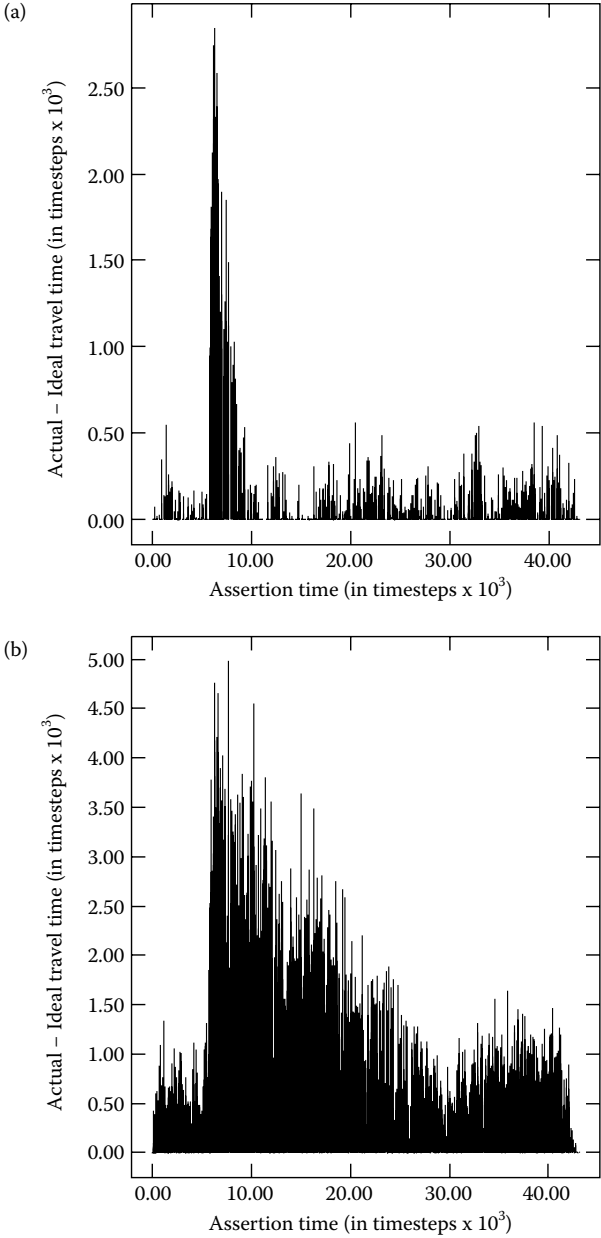 (a)
Actual – Ideal travel time (in timesteps x 10³)
2.50
2.00
1.50
1.00
0.50
0.00
0.00 10.00 20.00 30.00 40.00
Assertion time (in timesteps x 10³)
(b)
Actual – Ideal travel time (in timesteps x 10³)
5.00
4.50
4.00
3.50
3.00
2.50
2.00
1.50
1.00
0.50
0.00
0.00 10.00 20.00 30.00 40.00
Assertion time (in timesteps x 10³)